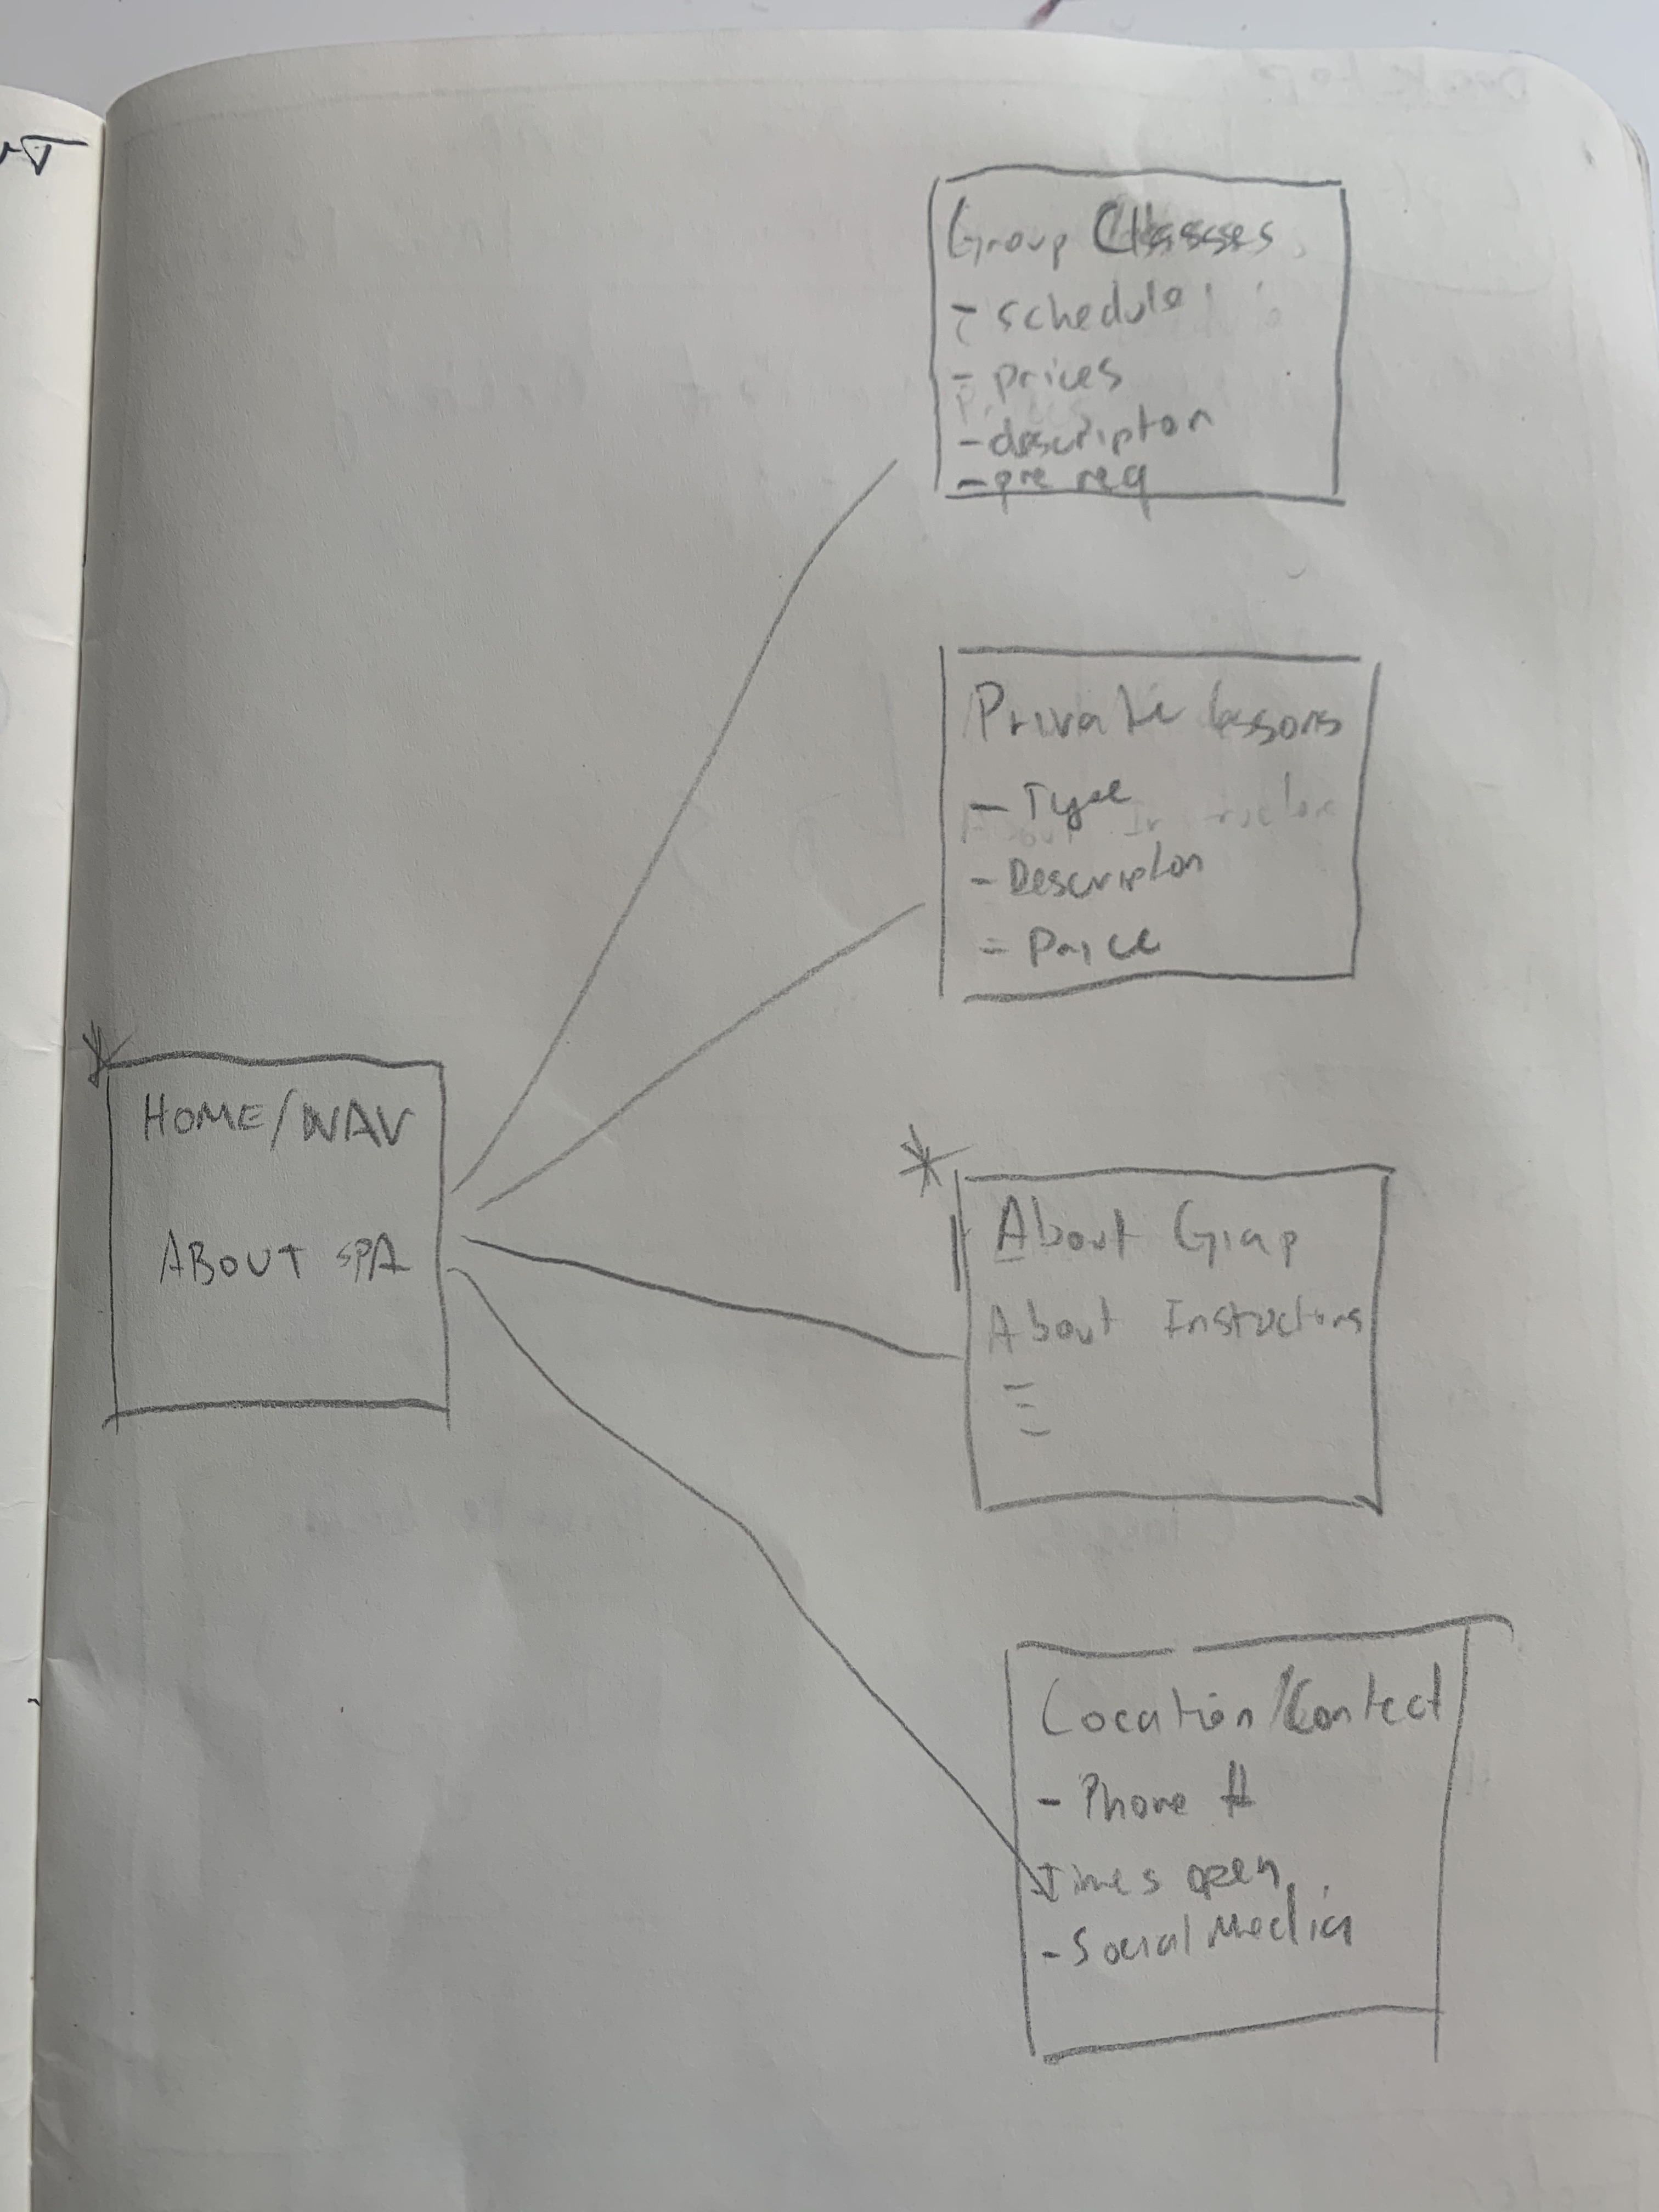 HOME/NAV
ABOUT SPA
Group Classes
- schedule
- prices
- description
- pre req
Private lessons
- Type
- Description
- Price
About Giap
About Instructors
Location/Contact
- Phone #
Times open
- Social Media